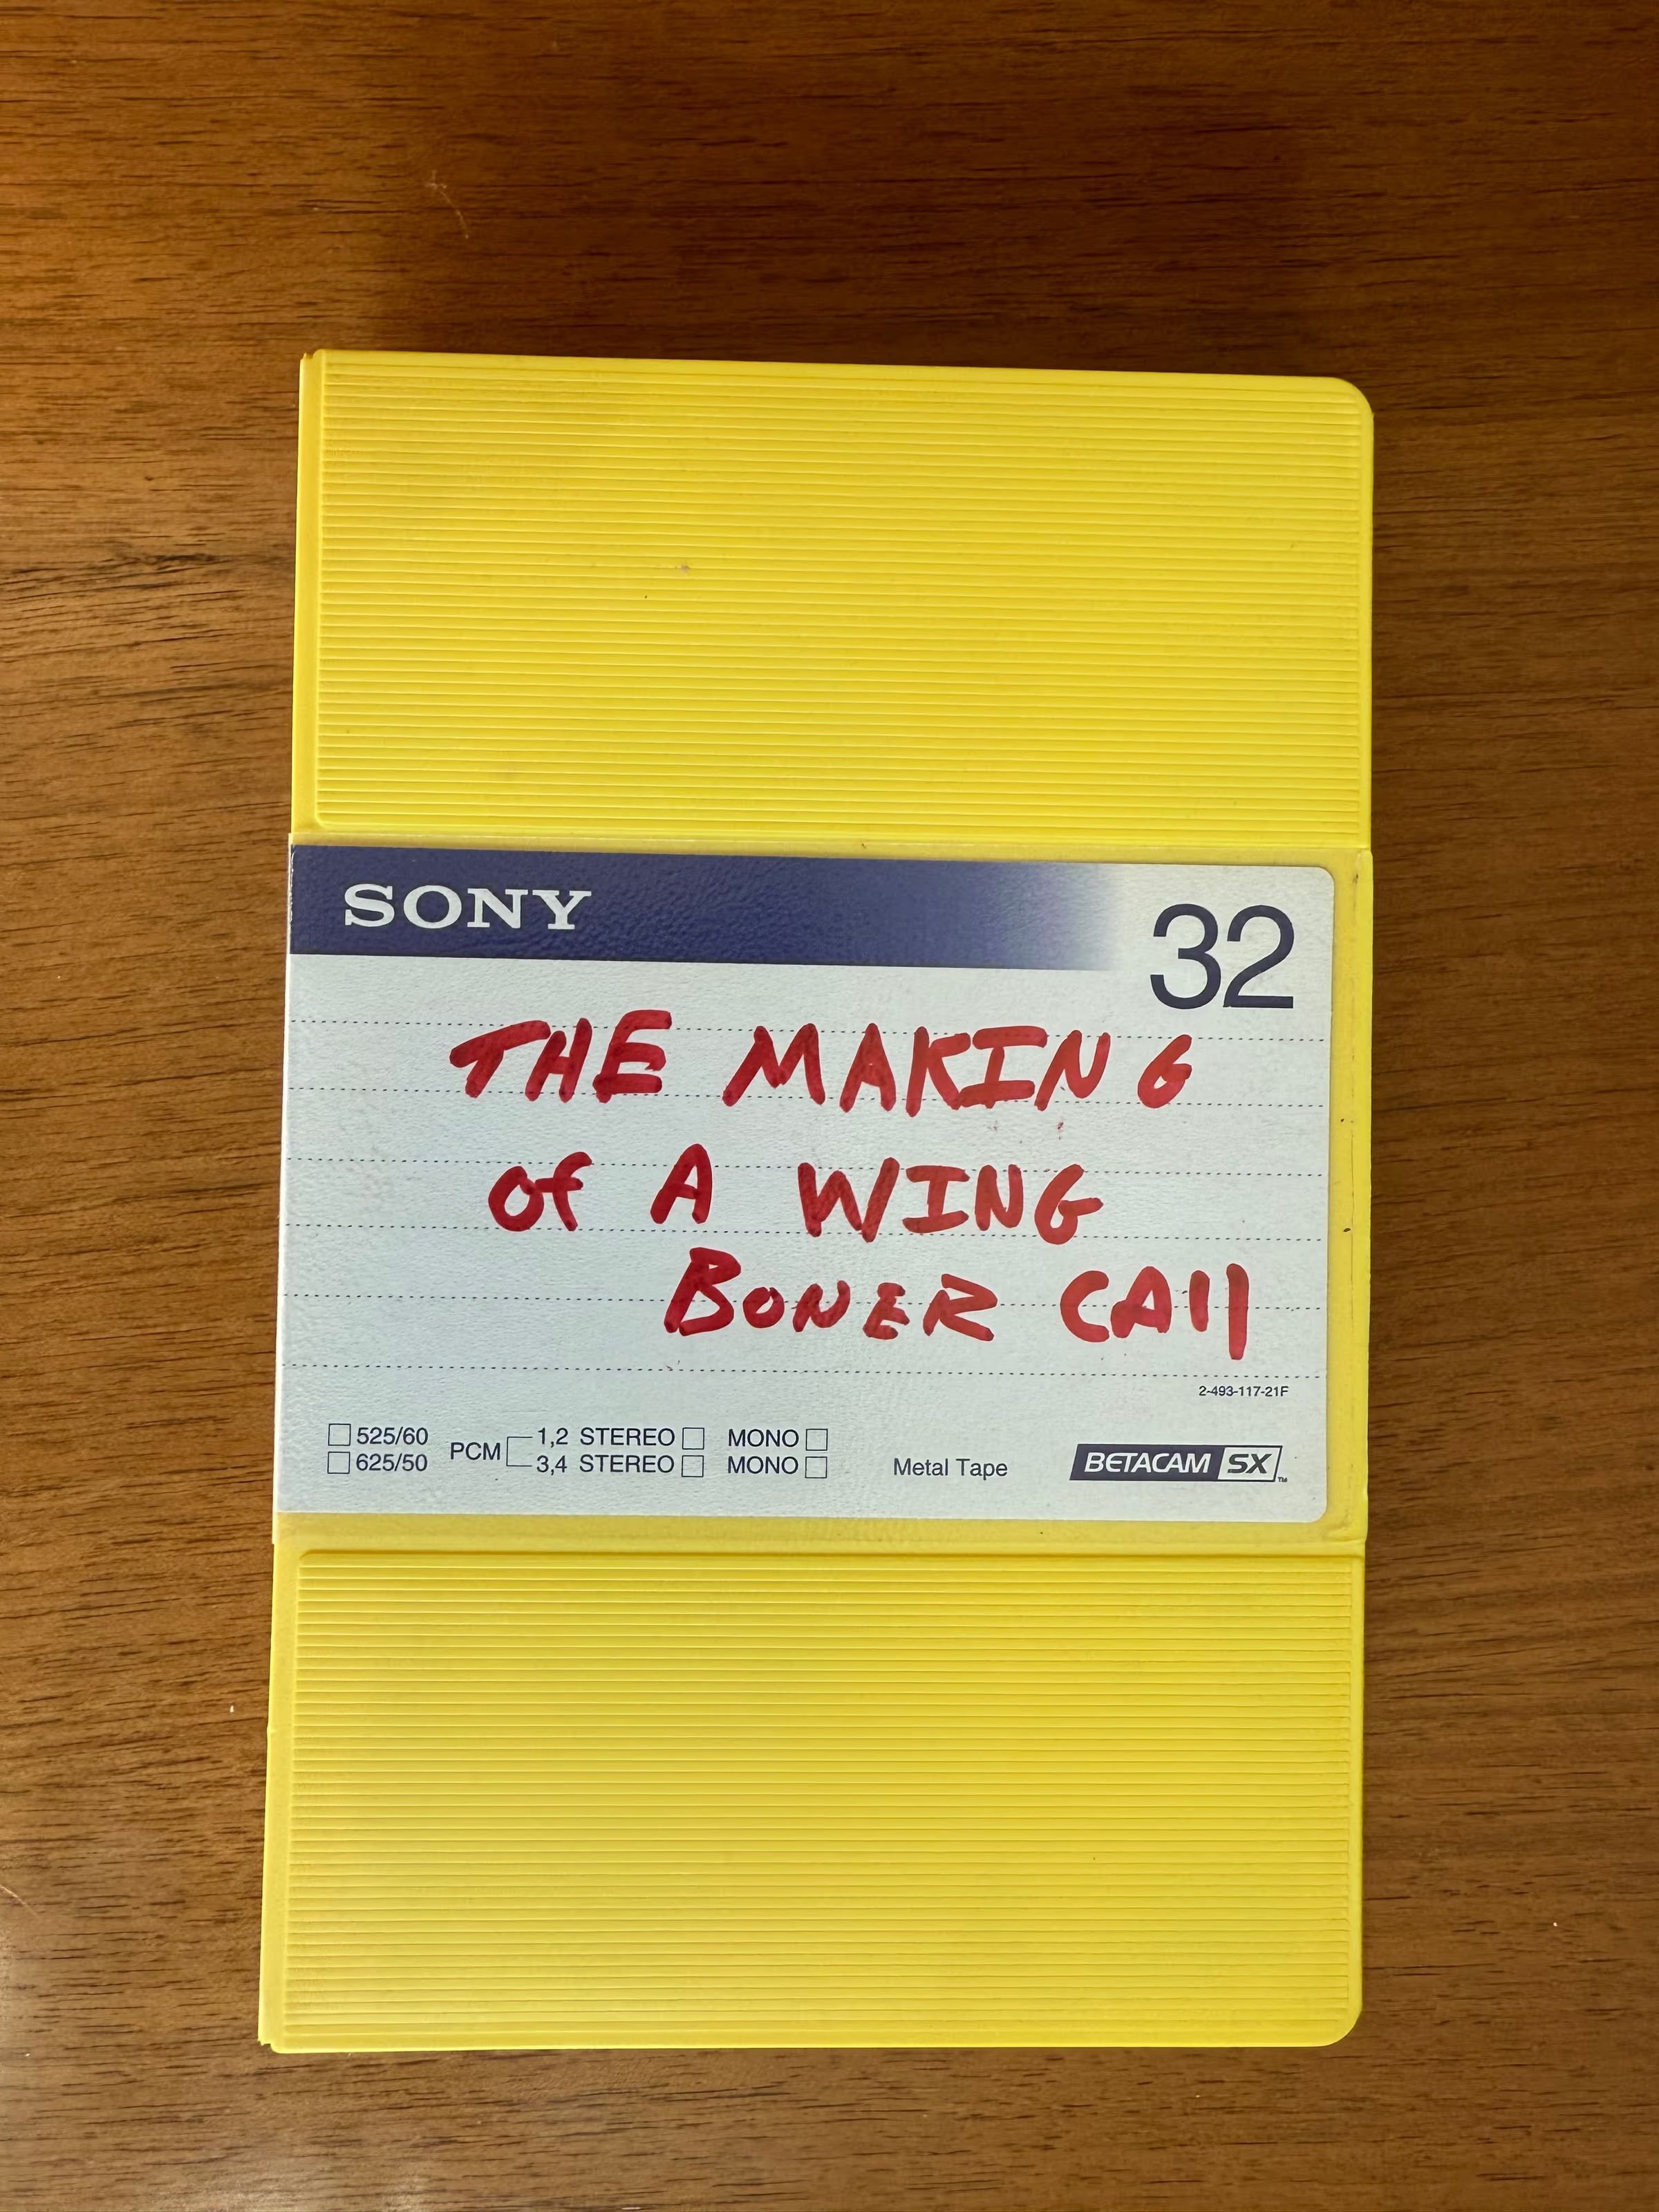 SONY
32
THE MAKING
of A WING
BONER CAll
2-493-117-21F
525/60 PCM 1,2 STEREO MONO
625/50 3,4 STEREO MONO
Metal Tape
BETACAM SX™